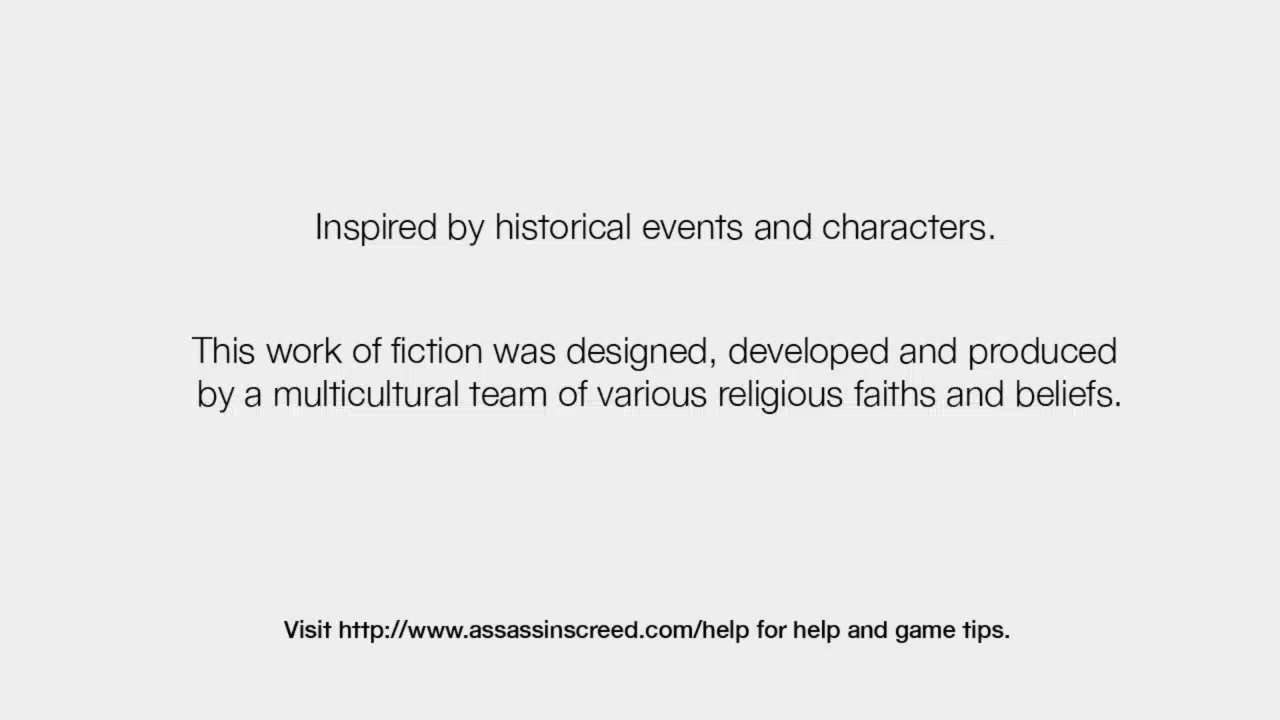 Inspired by historical events and characters.
This work of fiction was designed, developed and produced
by a multicultural team of various religious faiths and beliefs.
Visit http://www.assassinscreed.com/help for help and game tips.